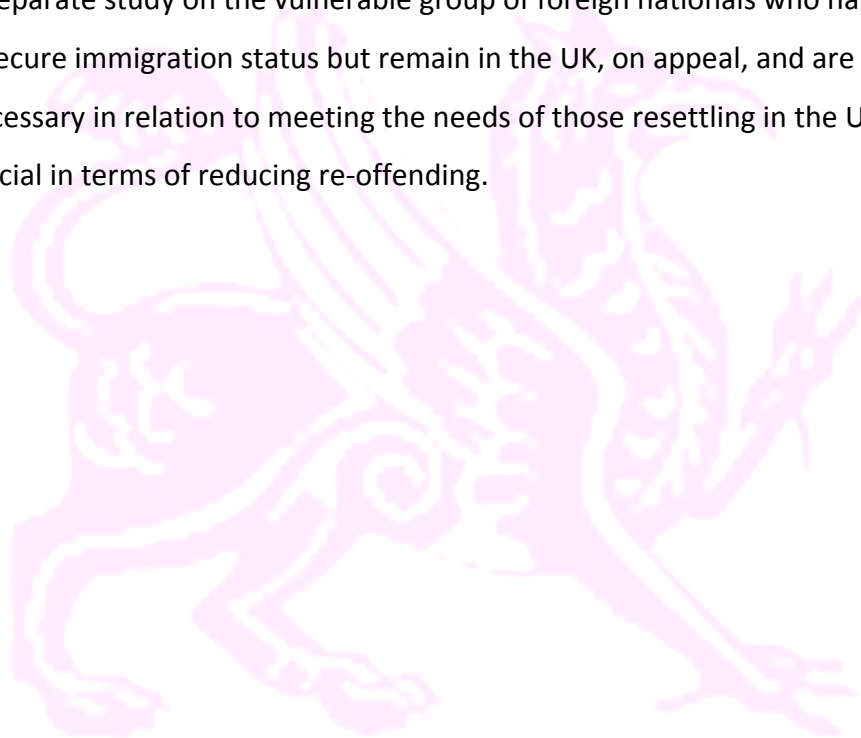 eparate study on the vulnerable group of foreign nationals who ha
ecure immigration status but remain in the UK, on appeal, and are
cessary in relation to meeting the needs of those resettling in the U
cial in terms of reducing re-offending.